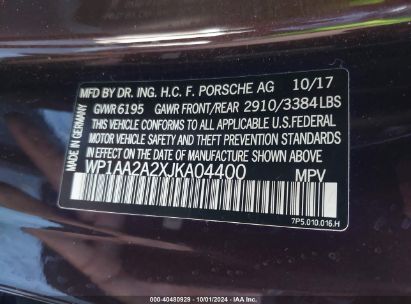 MFD BY DR. ING. H.C. F. PORSCHE AG 10/17
GVWR 6195 GAWR FRONT/REAR 2910/3384LBS
THIS VEHICLE CONFORMS TO ALL APPLICABLE U.S.FEDERAL
MOTOR VEHICLE SAFETY AND THEFT PREVENTION STANDARDS
IN EFFECT ON THE DATE OF MANUFACTURE SHOWN ABOVE.
WP1AA2A2XJKA04400 MPV
MADE IN GERMANY
7P5.010.016.H
000-40480929 - 10/01/2024 - © IAA, Inc.